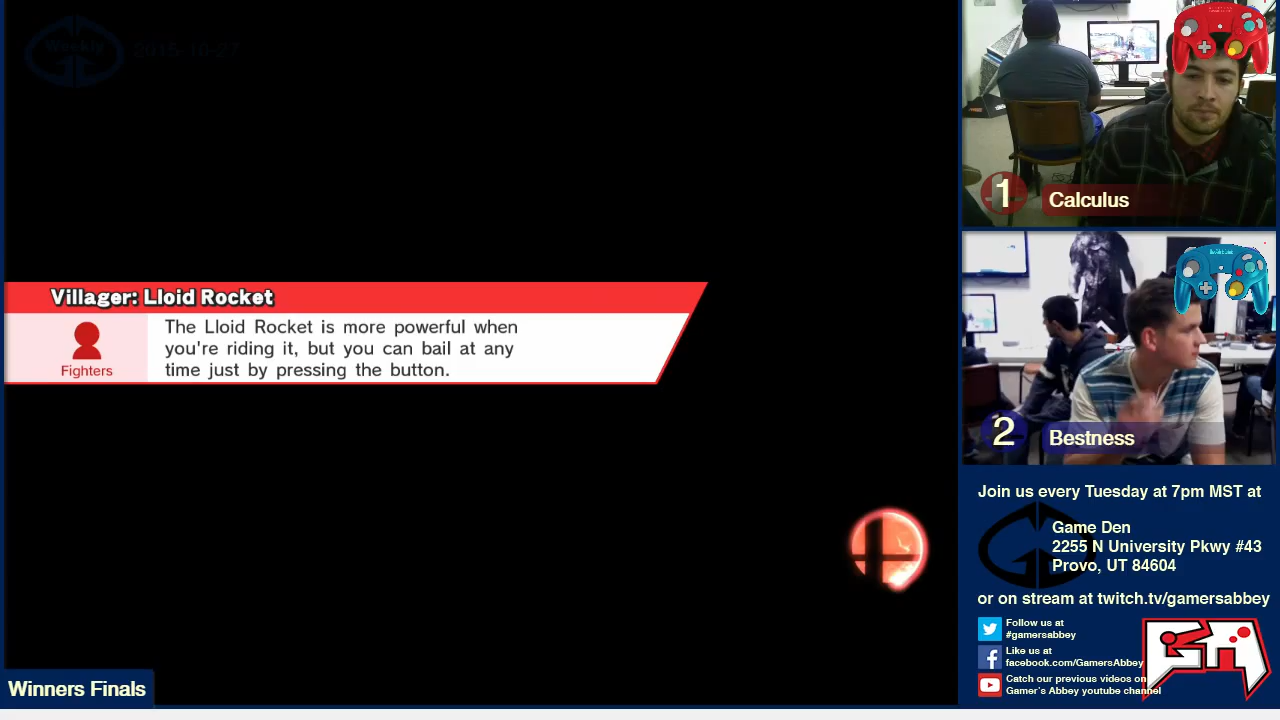 Weekly
2015-10-27
Villager: Lloid Rocket
Fighters
The Lloid Rocket is more powerful when
you're riding it, but you can bail at any
time just by pressing the button.
Winners Finals
1
Calculus
2
Bestness
Join us every Tuesday at 7pm MST at
Game Den
2255 N University Pkwy #43
Provo, UT 84604
or on stream at twitch.tv/gamersabbey
Follow us at
#gamersabbey
Like us at
facebook.com/GamersAbbey
Catch our previous videos on
Gamer's Abbey youtube channel